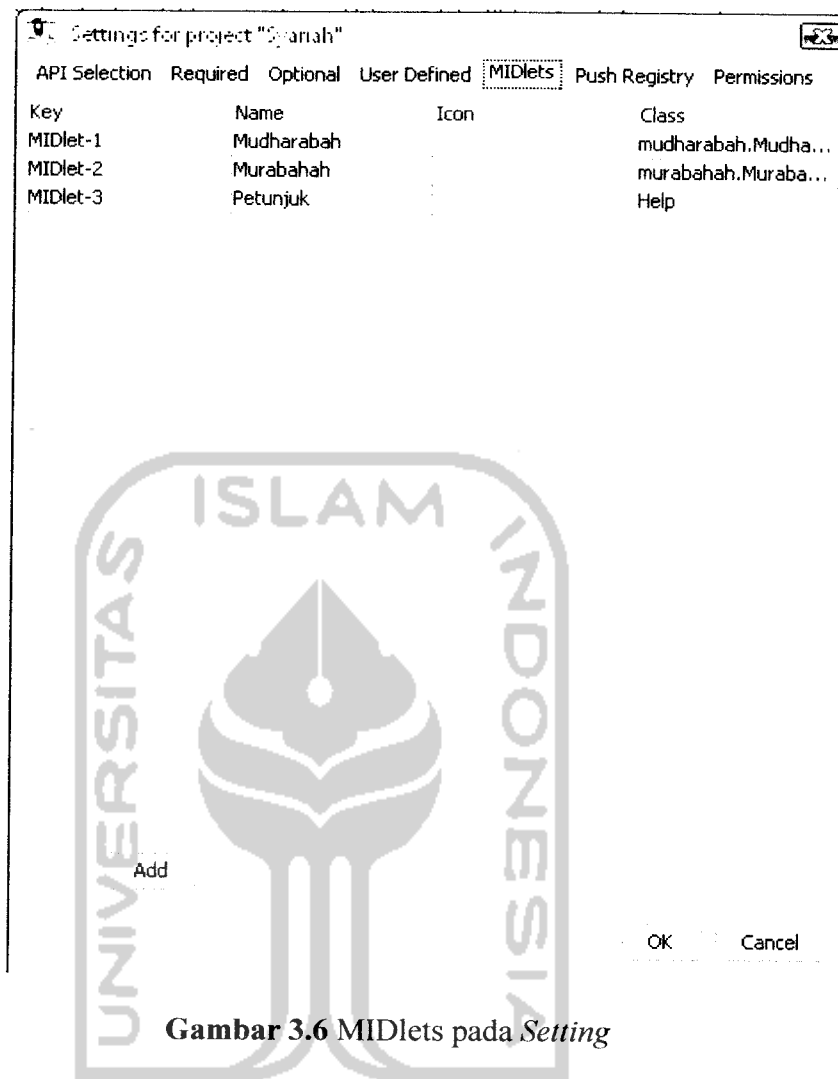 Settings for project "Syariah"
API Selection Required Optional User Defined MIDlets Push Registry Permissions
Key Name Icon Class
MIDlet-1 Mudharabah mudharabah.Mudha...
MIDlet-2 Murabahah murabahah.Muraba...
MIDlet-3 Petunjuk Help
UNIVERSITAS
ISLAM
INDONESIA
Add
OK Cancel
Gambar 3.6 MIDlets pada Setting